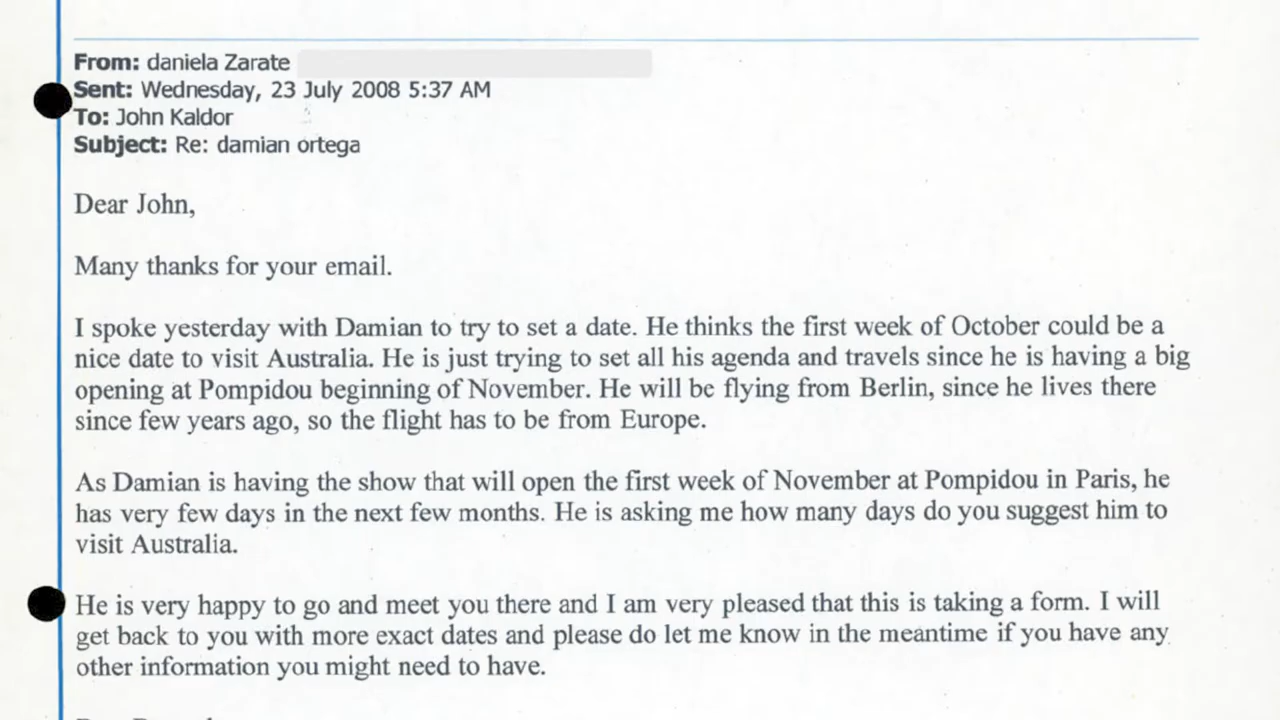 From: daniela Zarate
Sent: Wednesday, 23 July 2008 5:37 AM
To: John Kaldor
Subject: Re: damian ortega
Dear John,
Many thanks for your email.
I spoke yesterday with Damian to try to set a date. He thinks the first week of October could be a
nice date to visit Australia. He is just trying to set all his agenda and travels since he is having a big
opening at Pompidou beginning of November. He will be flying from Berlin, since he lives there
since few years ago, so the flight has to be from Europe.
As Damian is having the show that will open the first week of November at Pompidou in Paris, he
has very few days in the next few months. He is asking me how many days do you suggest him to
visit Australia.
He is very happy to go and meet you there and I am very pleased that this is taking a form. I will
get back to you with more exact dates and please do let me know in the meantime if you have any
other information you might need to have.